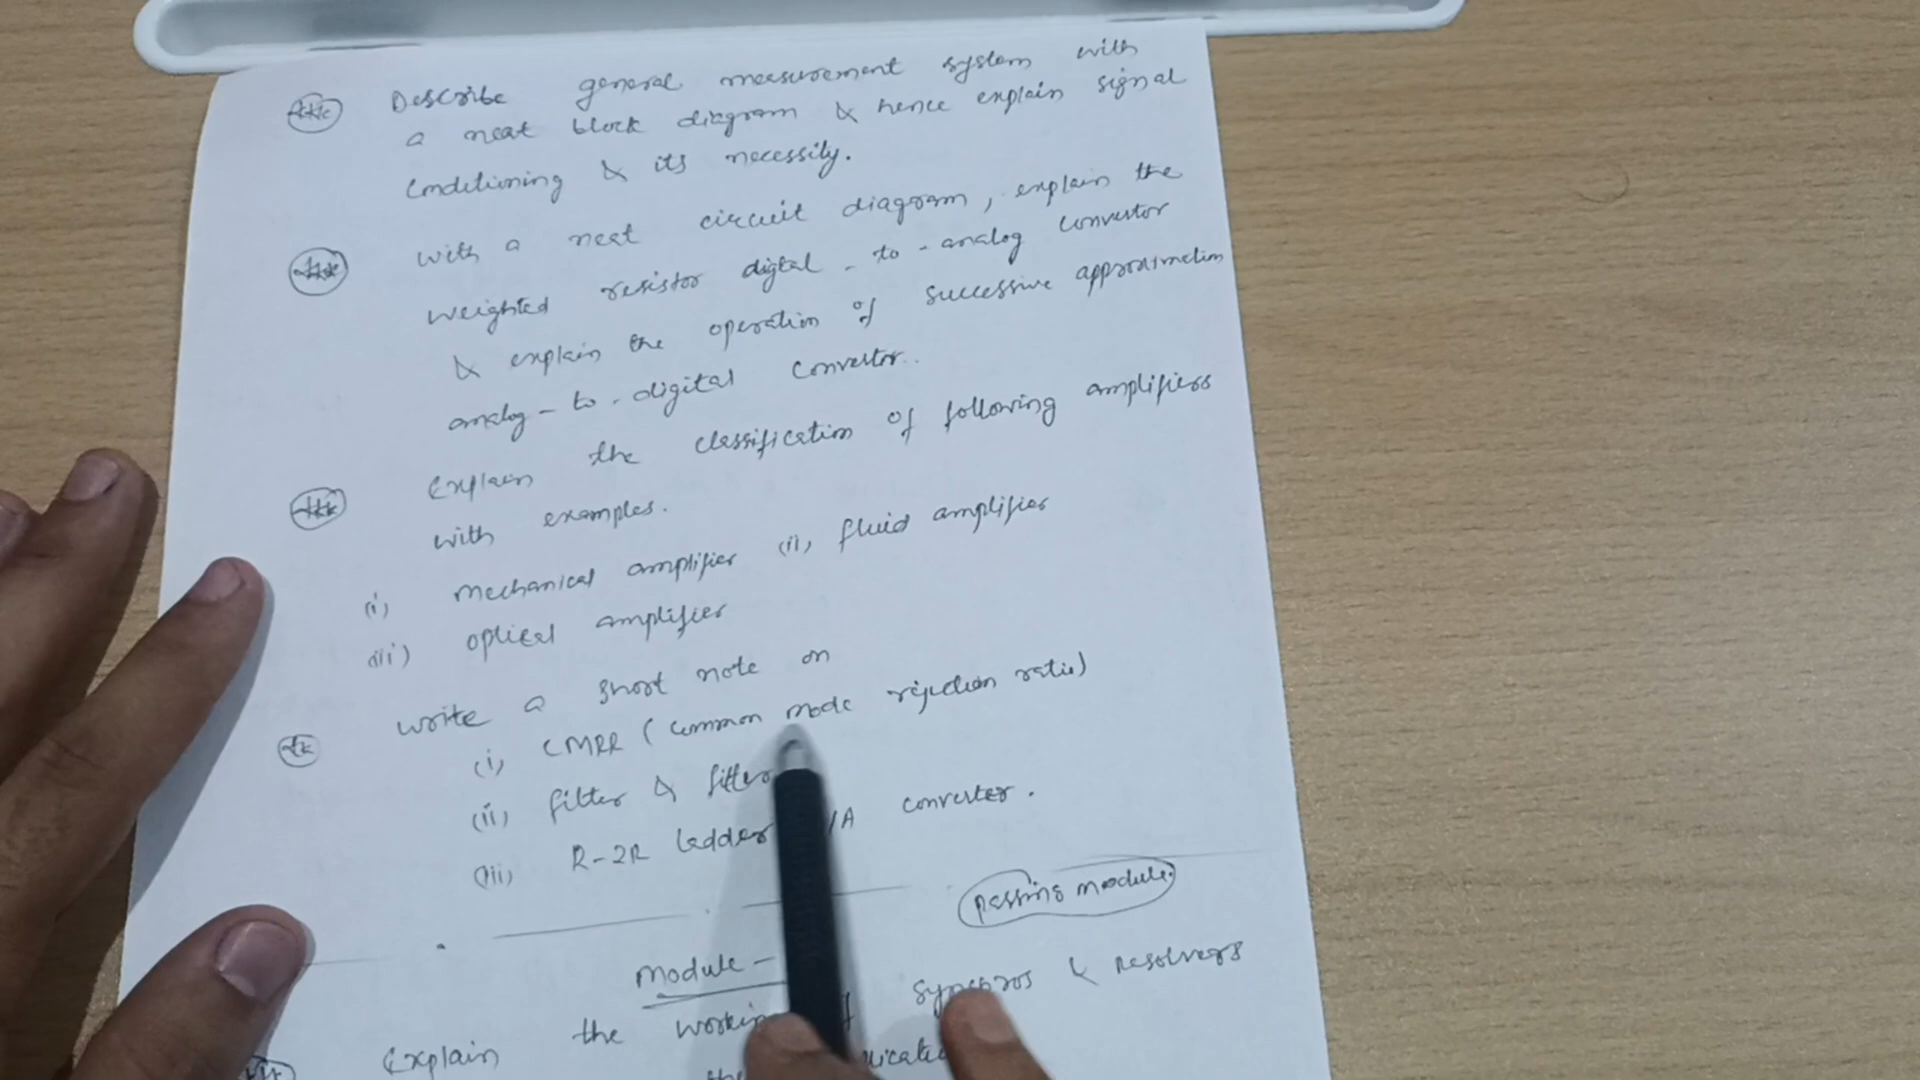 Describe general measurement system with
a neat block diagram & hence explain signal
conditioning & its necessity.
with a neat circuit diagram, explain the
weighted resistor digital - to - analog convertor
& explain the operation of successive approximation
analog - to - digital convertor..
Explain the classification of following amplifiers
with examples.
(i) mechanical amplifier (ii) fluid amplifier
(iii) optical amplifier
write a short note on
(i) CMRR (common mode rejection ratio)
(ii) filter &
(iii) R-2R ladder /A converter.
passing module.
Module -
Explain the working of synchros & resolvers